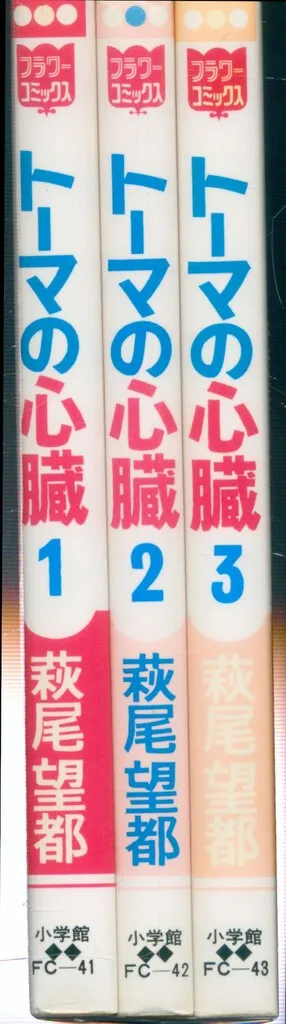 フラワー
コミックス
トーマの心臓
1
萩尾望都
小学館
FC—41
フラワー
コミックス
トーマの心臓
2
萩尾望都
小学館
FC—42
フラワー
コミックス
トーマの心臓
3
萩尾望都
小学館
FC—43